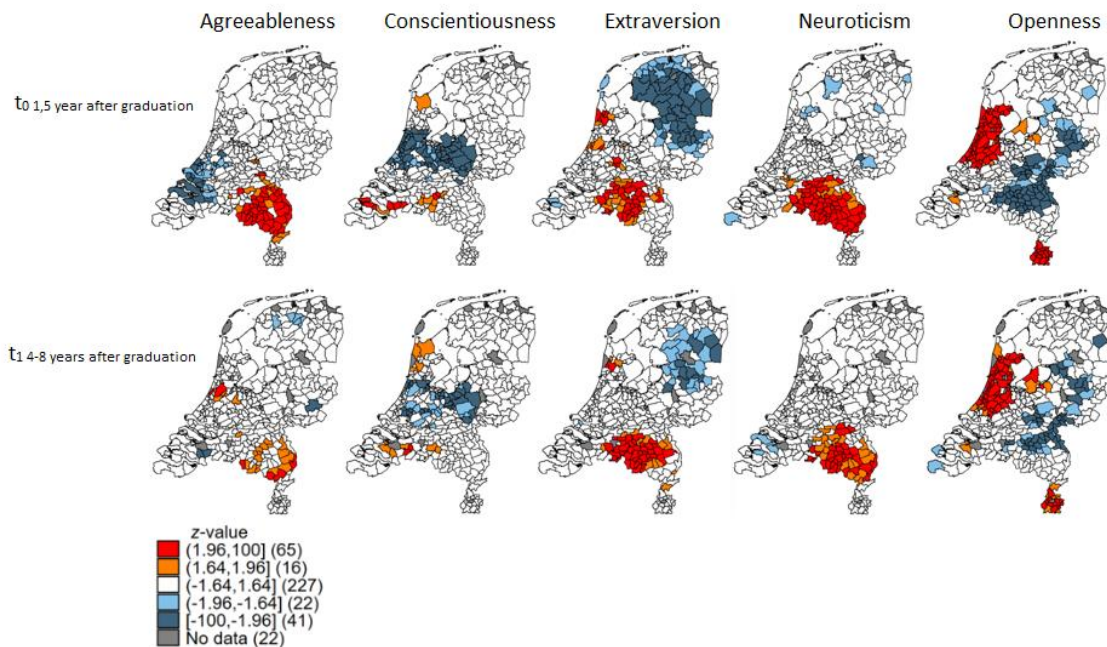 Agreeableness Conscientiousness Extraversion Neuroticism Openness
t0 1,5 year after graduation
t1 4-8 years after graduation
z-value
(1.96,100] (65)
(1.64,1.96] (16)
(-1.64,1.64] (227)
(-1.96,-1.64] (22)
[-100,-1.96] (41)
No data (22)